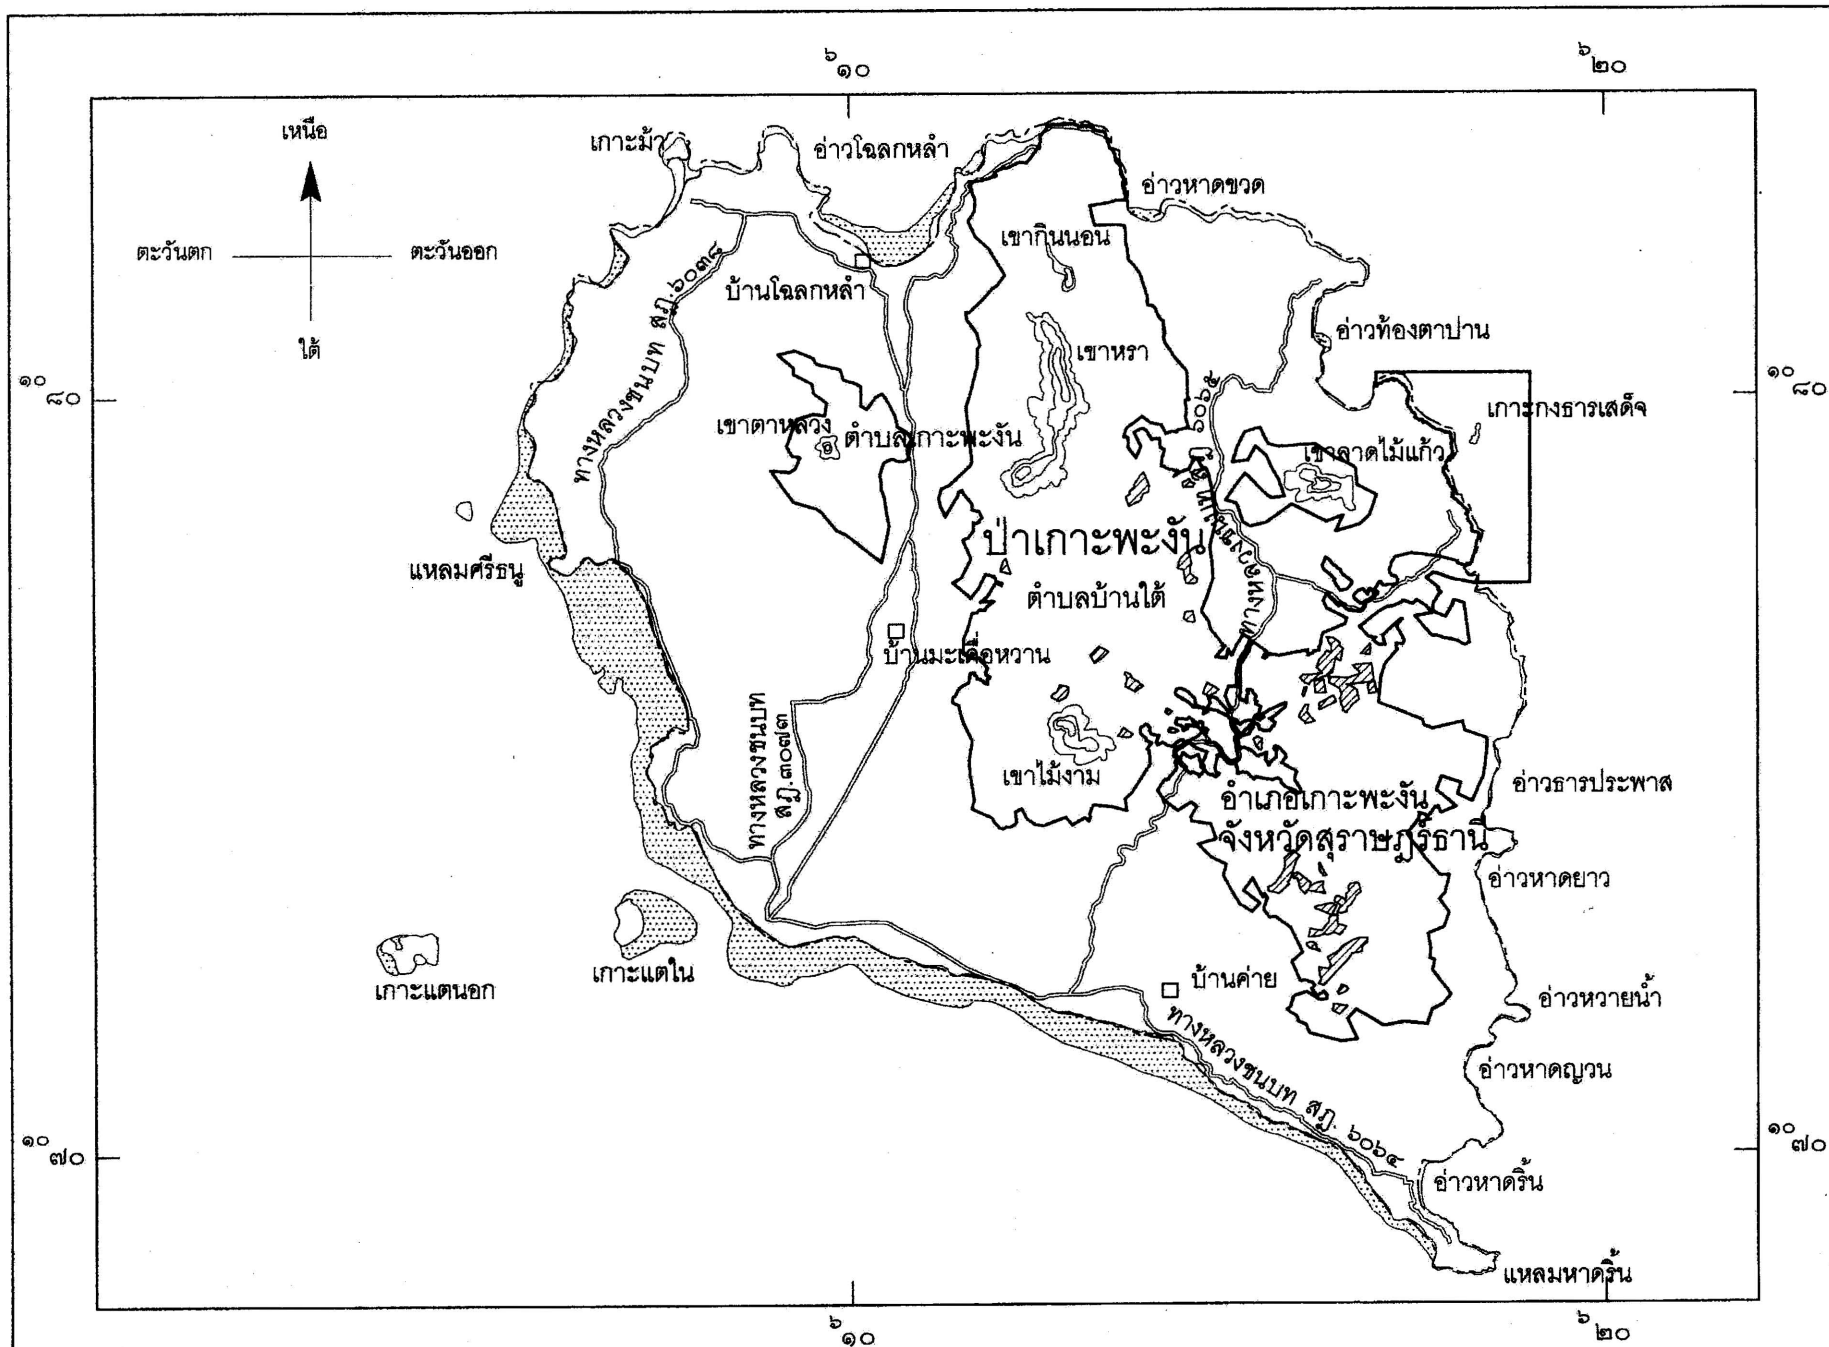 ๖๑๐
๖๒๐
เหนือ
ตะวันตก
ตะวันออก
ใต้
เกาะม้า
อ่าวโฉลกหลำ
อ่าวหาดขวด
เขากินนอน
บ้านโฉลกหลำ
ทางหลวงชนบท สฎ.๖๐๓๘
อ่าวท้องตาปาน
เขาหรา
๑๐๘๐
๑๐๘๐
เกาะกงธารเสด็จ
เขาตาหลวง
ตำบลเกาะพะงัน
เขาลาดไม้แก้ว
ป่าเกาะพะงัน
แหลมศรีธนู
ตำบลบ้านใต้
บ้านมะเดื่อหวาน
ทางหลวงชนบท
สฎ.๓๐๗๓
เขาไม้งาม
อ่าวธารประพาส
อำเภอเกาะพะงัน
จังหวัดสุราษฎร์ธานี
อ่าวหาดยาว
เกาะแตใน
เกาะแตนอก
บ้านค่าย
อ่าวหวายน้ำ
ทางหลวงชนบท สฎ. ๖๐๖๔
อ่าวหาดญวน
๑๐๗๐
๑๐๗๐
อ่าวหาดริ้น
แหลมหาดริ้น
๖๑๐
๖๒๐